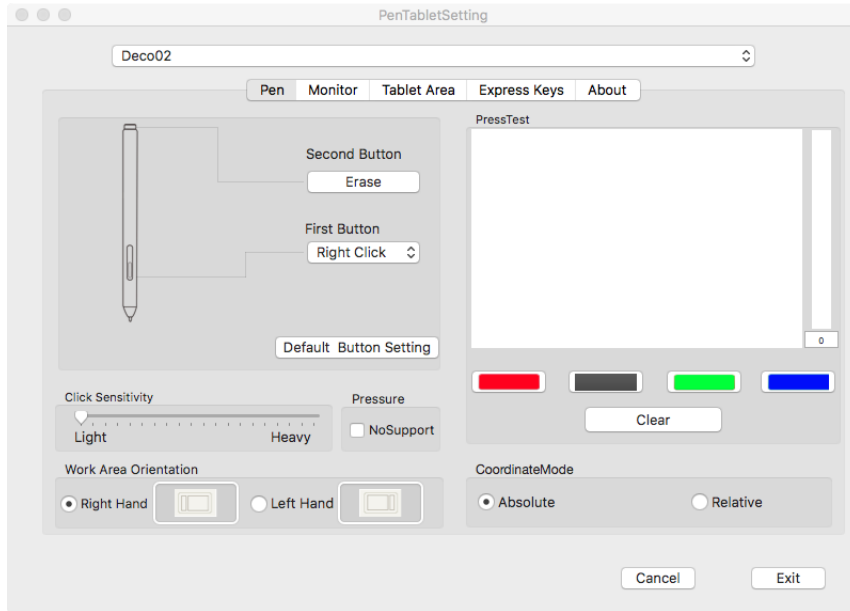 PenTabletSetting
Deco02
Pen Monitor Tablet Area Express Keys About
Second Button
Erase
First Button
Right Click
Default Button Setting
PressTest
0
Clear
Click Sensitivity
Light Heavy
Pressure
NoSupport
Work Area Orientation
Right Hand Left Hand
CoordinateMode
Absolute Relative
Cancel Exit